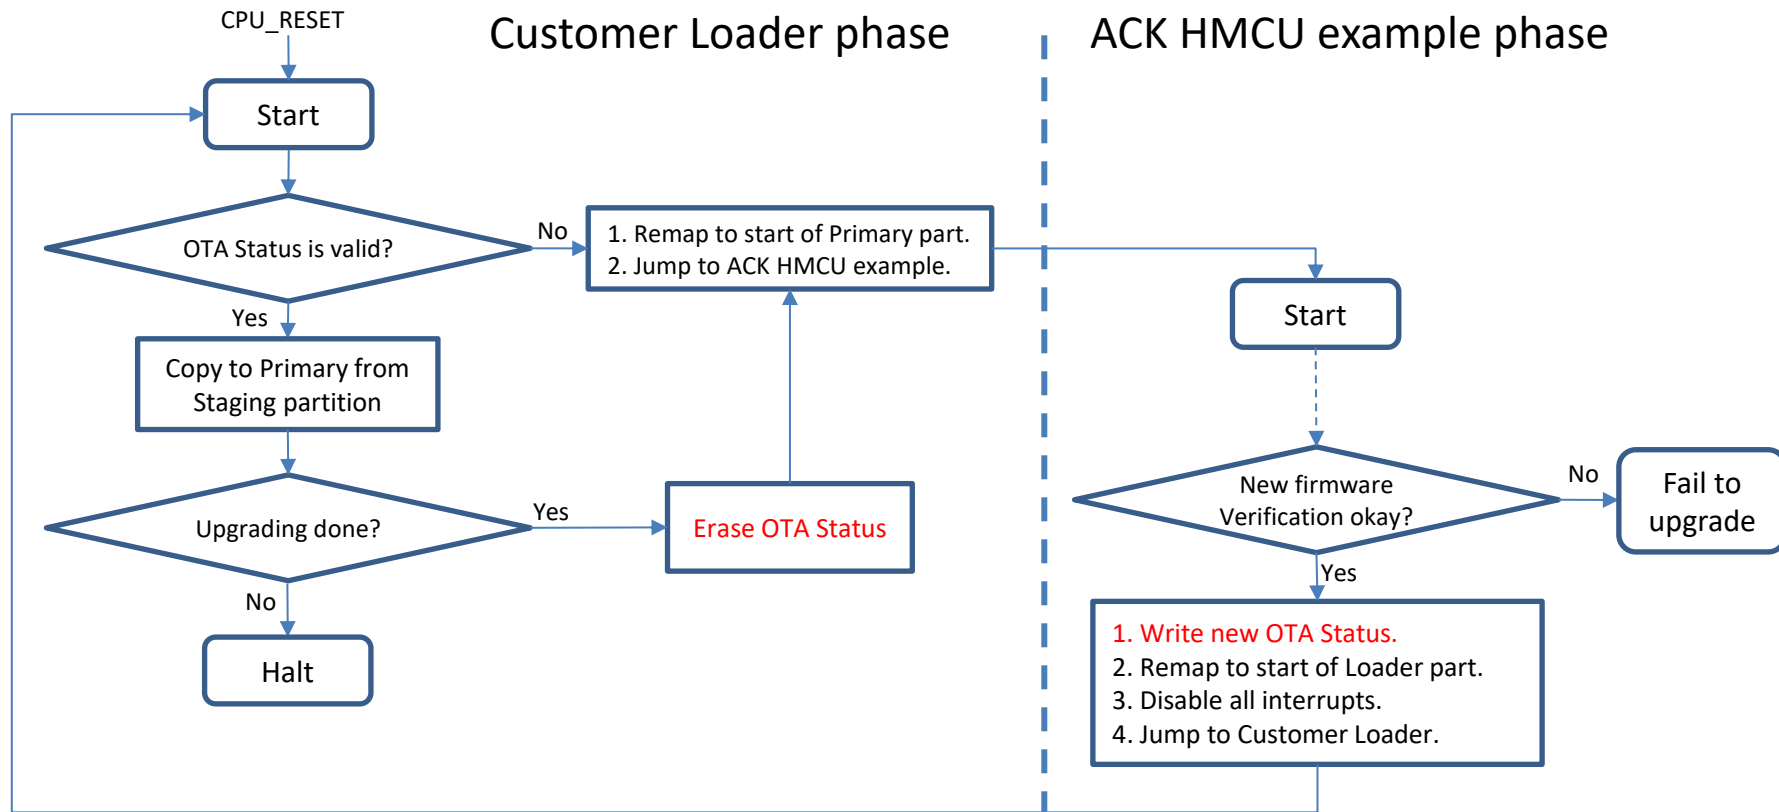 CPU_RESET
Customer Loader phase
ACK HMCU example phase
Start
OTA Status is valid?
No
1. Remap to start of Primary part.
2. Jump to ACK HMCU example.
Yes
Copy to Primary from
Staging partition
Upgrading done?
Yes
Erase OTA Status
No
Halt
Start
New firmware
Verification okay?
No
Fail to
upgrade
Yes
1. Write new OTA Status.
2. Remap to start of Loader part.
3. Disable all interrupts.
4. Jump to Customer Loader.